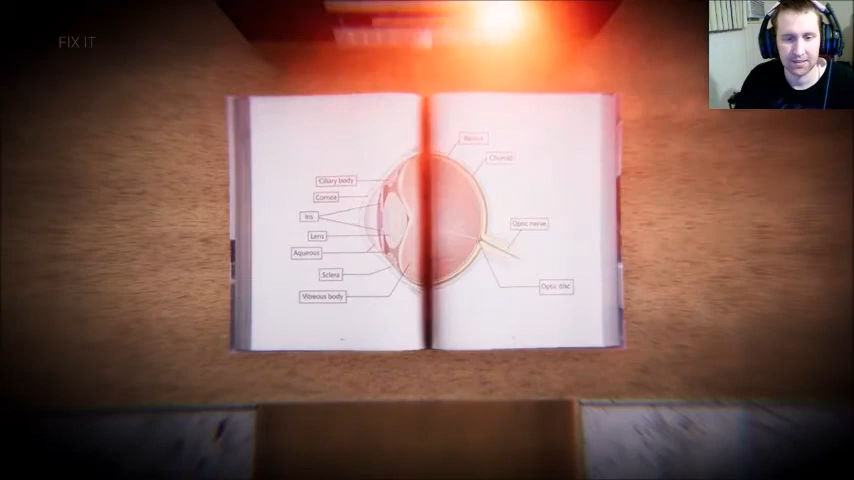 FIX IT
Retina
Choroid
Ciliary body
Cornea
Iris
Optic nerve
Lens
Aqueous
Sclera
Optic disc
Vitreous body